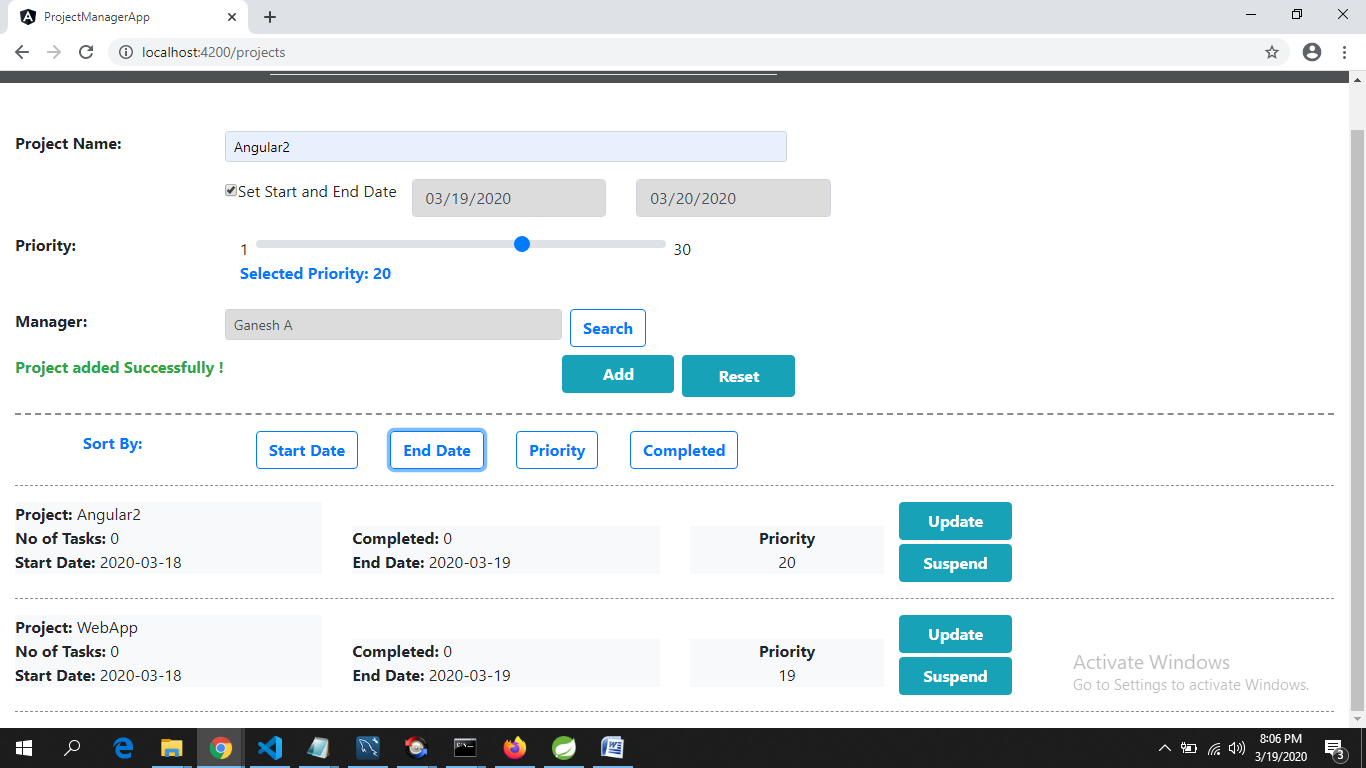 ProjectManagerApp
localhost:4200/projects
Project Name: Angular2
Set Start and End Date 03/19/2020 03/20/2020
Priority: 1 30
Selected Priority: 20
Manager: Ganesh A Search
Project added Successfully ! Add Reset
Sort By: Start Date End Date Priority Completed
Project: Angular2 Update
No of Tasks: 0 Completed: 0 Priority
Start Date: 2020-03-18 End Date: 2020-03-19 20 Suspend
Project: WebApp Update
No of Tasks: 0 Completed: 0 Priority
Start Date: 2020-03-18 End Date: 2020-03-19 19 Suspend
Activate Windows
Go to Settings to activate Windows.
8:06 PM
3/19/2020
3